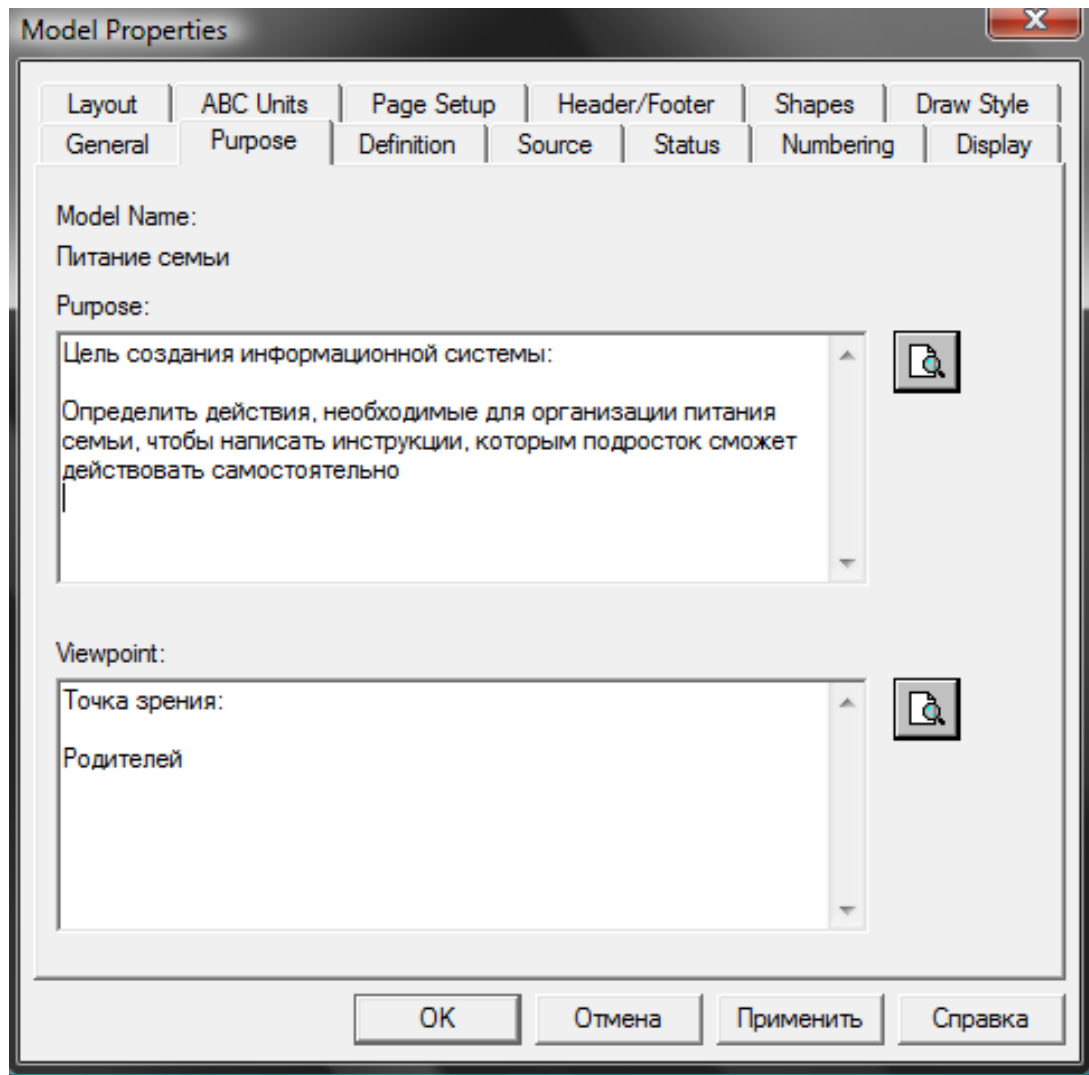 Model Properties
Layout ABC Units Page Setup Header/Footer Shapes Draw Style
General Purpose Definition Source Status Numbering Display
Model Name:
Питание семьи
Purpose:
Цель создания информационной системы:
Определить действия, необходимые для организации питания
семьи, чтобы написать инструкции, которым подросток сможет
действовать самостоятельно
Viewpoint:
Точка зрения:
Родителей
OK Отмена Применить Справка